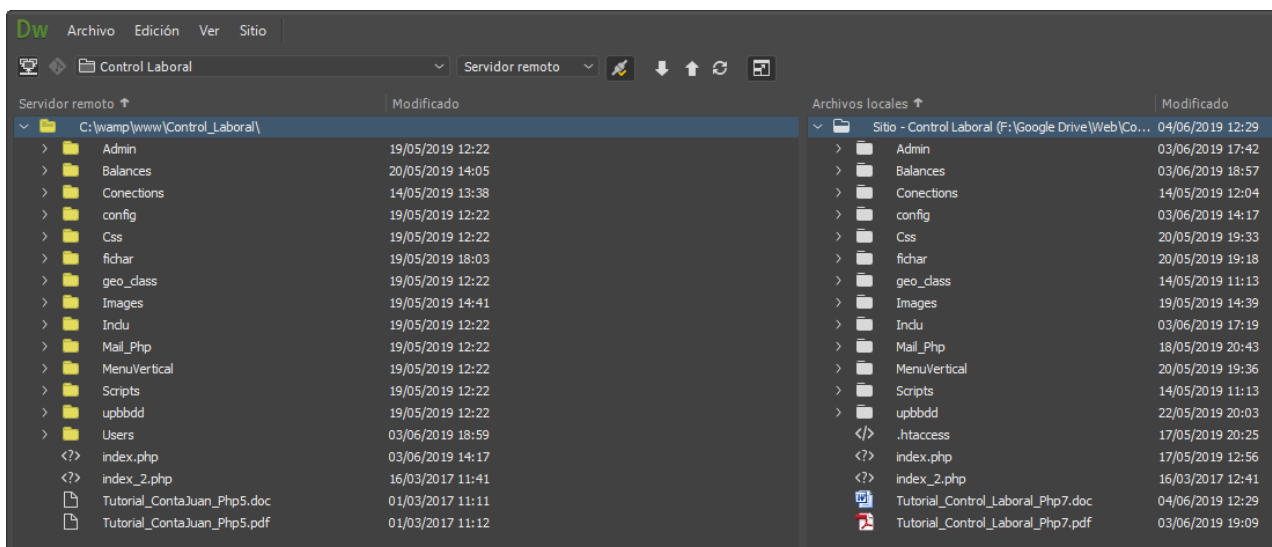 Dw Archivo Edición Ver Sitio
Control Laboral Servidor remoto
Servidor remoto Modificado Archivos locales Modificado
C:\wamp\www\Control_Laboral\ Sitio - Control Laboral (F:\Google Drive\Web\Co... 04/06/2019 12:29
Admin 19/05/2019 12:22 Admin 03/06/2019 17:42
Balances 20/05/2019 14:05 Balances 03/06/2019 18:57
Conections 14/05/2019 13:38 Conections 14/05/2019 12:04
config 19/05/2019 12:22 config 03/06/2019 14:17
Css 19/05/2019 12:22 Css 20/05/2019 19:33
fichar 19/05/2019 18:03 fichar 20/05/2019 19:18
geo_class 19/05/2019 12:22 geo_class 14/05/2019 11:13
Images 19/05/2019 14:41 Images 19/05/2019 14:39
Inclu 19/05/2019 12:22 Inclu 03/06/2019 17:19
Mail_Php 19/05/2019 12:22 Mail_Php 18/05/2019 20:43
MenuVertical 19/05/2019 12:22 MenuVertical 20/05/2019 19:36
Scripts 19/05/2019 12:22 Scripts 14/05/2019 11:13
upbbdd 19/05/2019 12:22 upbbdd 22/05/2019 20:03
Users 03/06/2019 18:59 .htaccess 17/05/2019 20:25
index.php 03/06/2019 14:17 index.php 17/05/2019 12:56
index_2.php 16/03/2017 11:41 index_2.php 16/03/2017 12:41
Tutorial_ContaJuan_Php5.doc 01/03/2017 11:11 Tutorial_Control_Laboral_Php7.doc 04/06/2019 12:29
Tutorial_ContaJuan_Php5.pdf 01/03/2017 11:12 Tutorial_Control_Laboral_Php7.pdf 03/06/2019 19:09